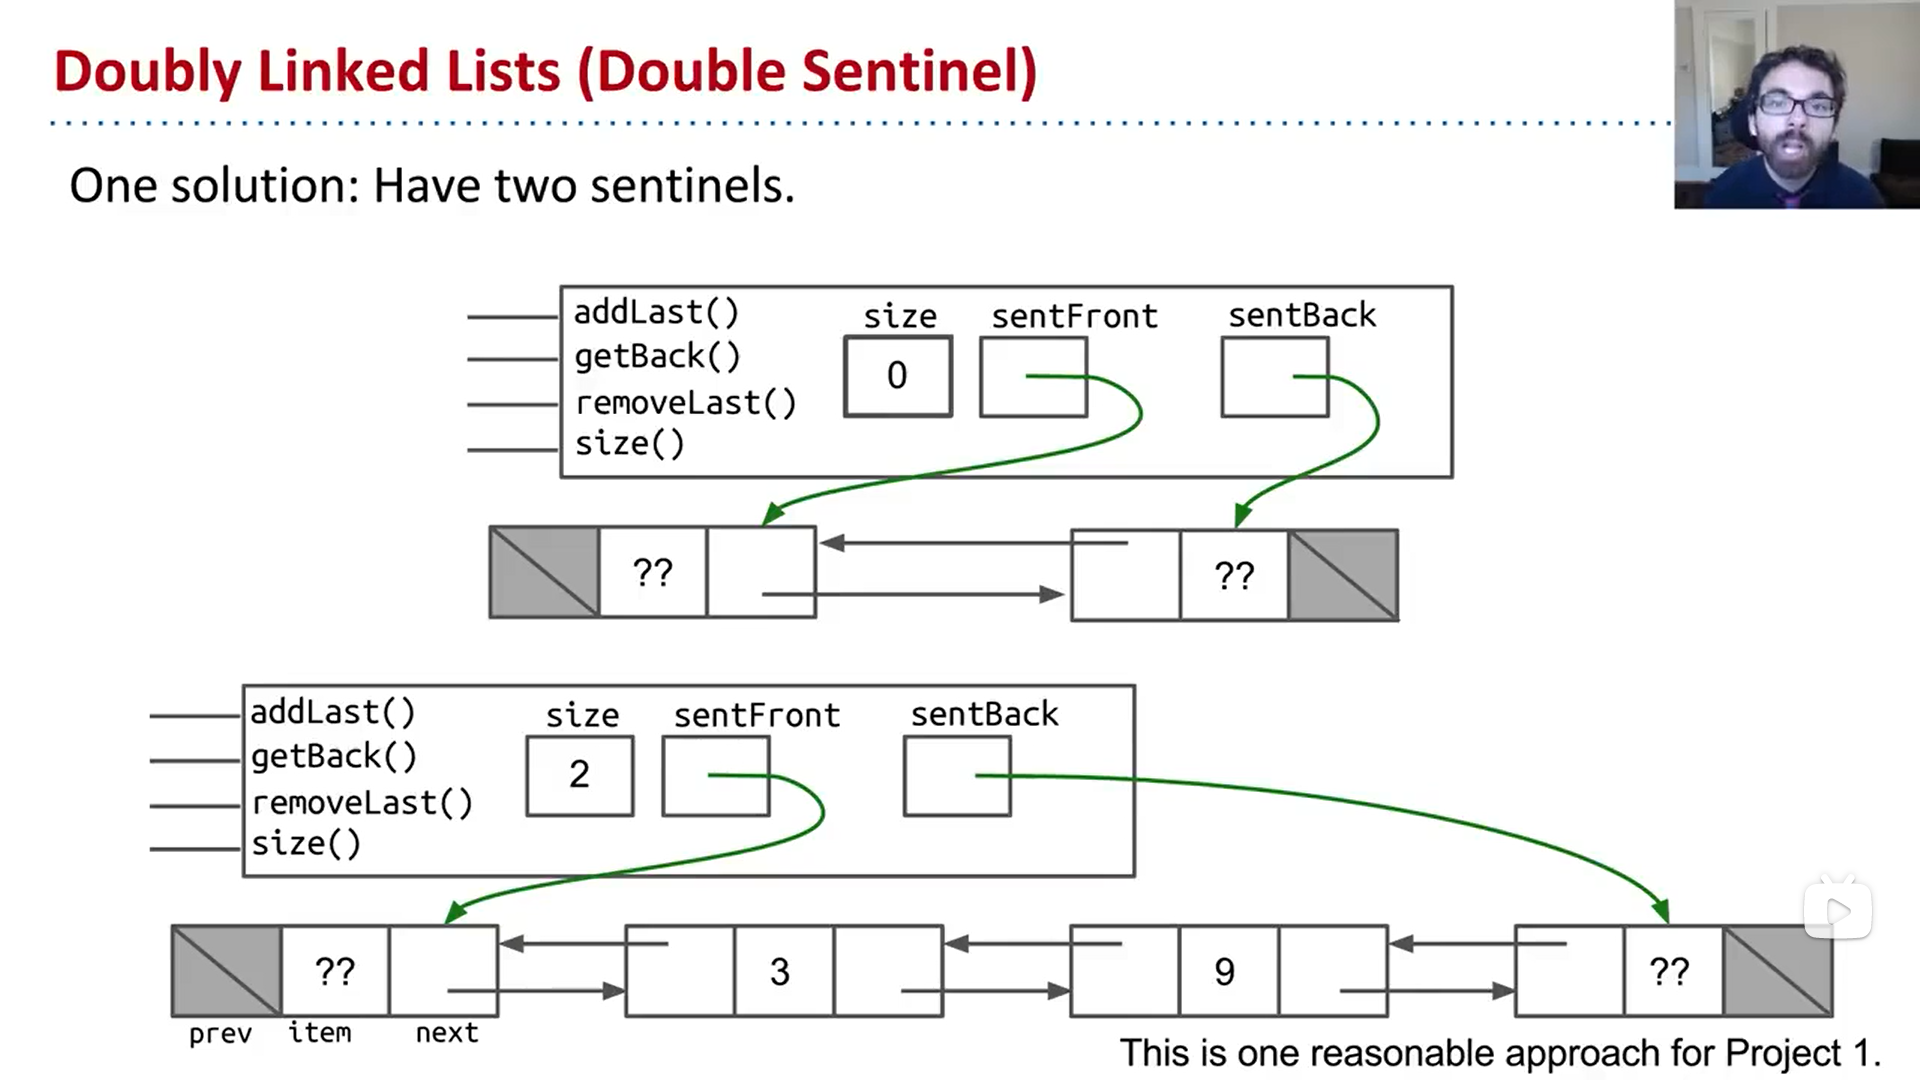 Doubly Linked Lists (Double Sentinel)
One solution: Have two sentinels.
addLast()
getBack()
removeLast()
size()
size
sentFront
sentBack
0
??
??
addLast()
getBack()
removeLast()
size()
size
sentFront
sentBack
2
??
3
9
??
prev
item
next
This is one reasonable approach for Project 1.